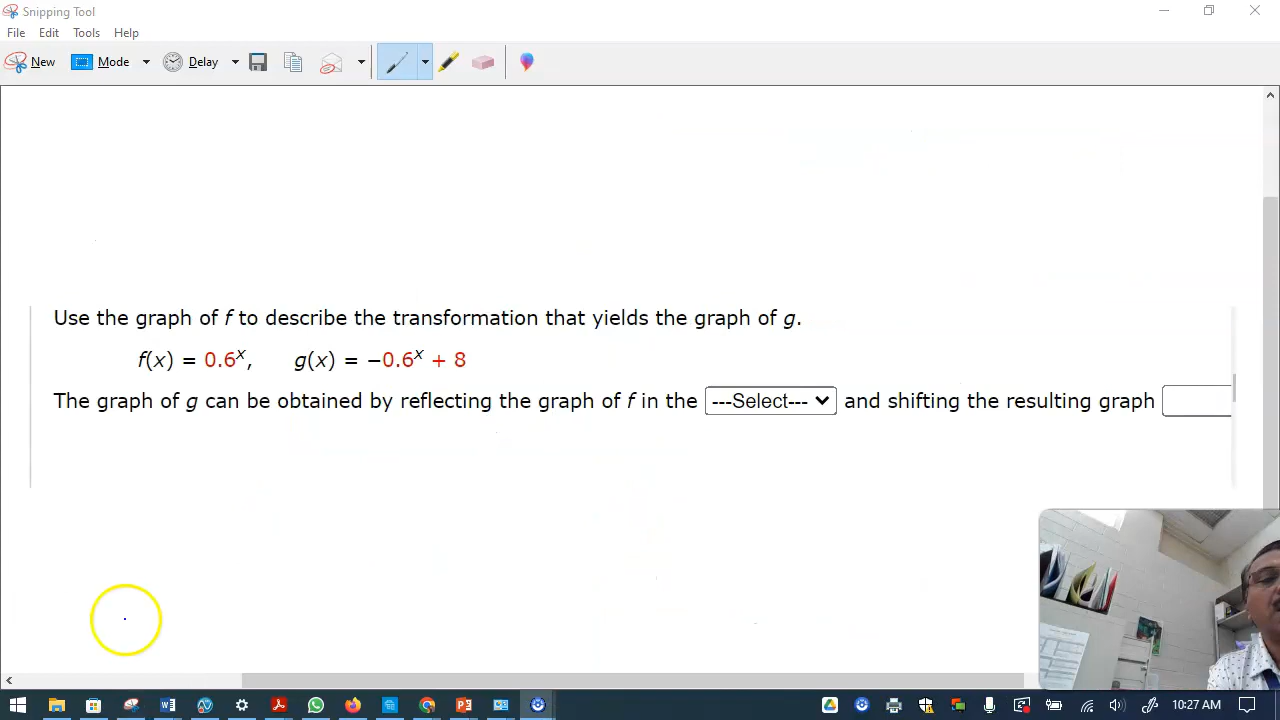 Snipping Tool
File Edit Tools Help
New Mode Delay
Use the graph of f to describe the transformation that yields the graph of g.
f(x) = 0.6^x, g(x) = −0.6^x + 8
The graph of g can be obtained by reflecting the graph of f in the ---Select--- and shifting the resulting graph
10:27 AM